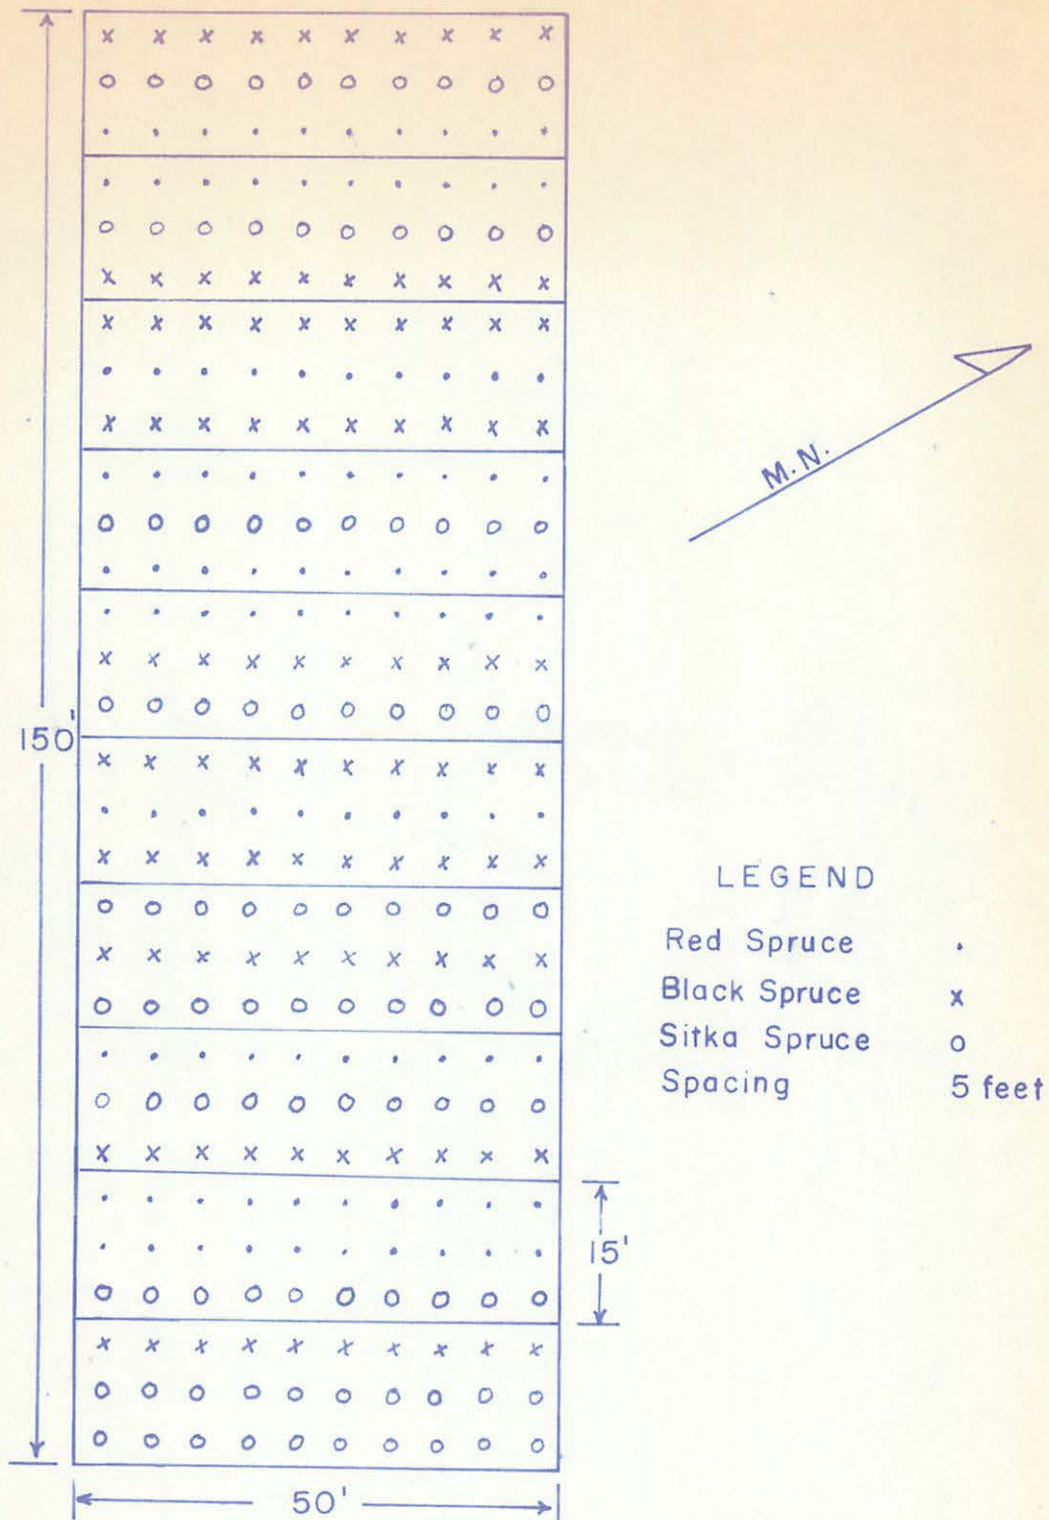 M.N.
150'
LEGEND
Red Spruce .
Black Spruce x
Sitka Spruce o
Spacing 5 feet
15'
50'